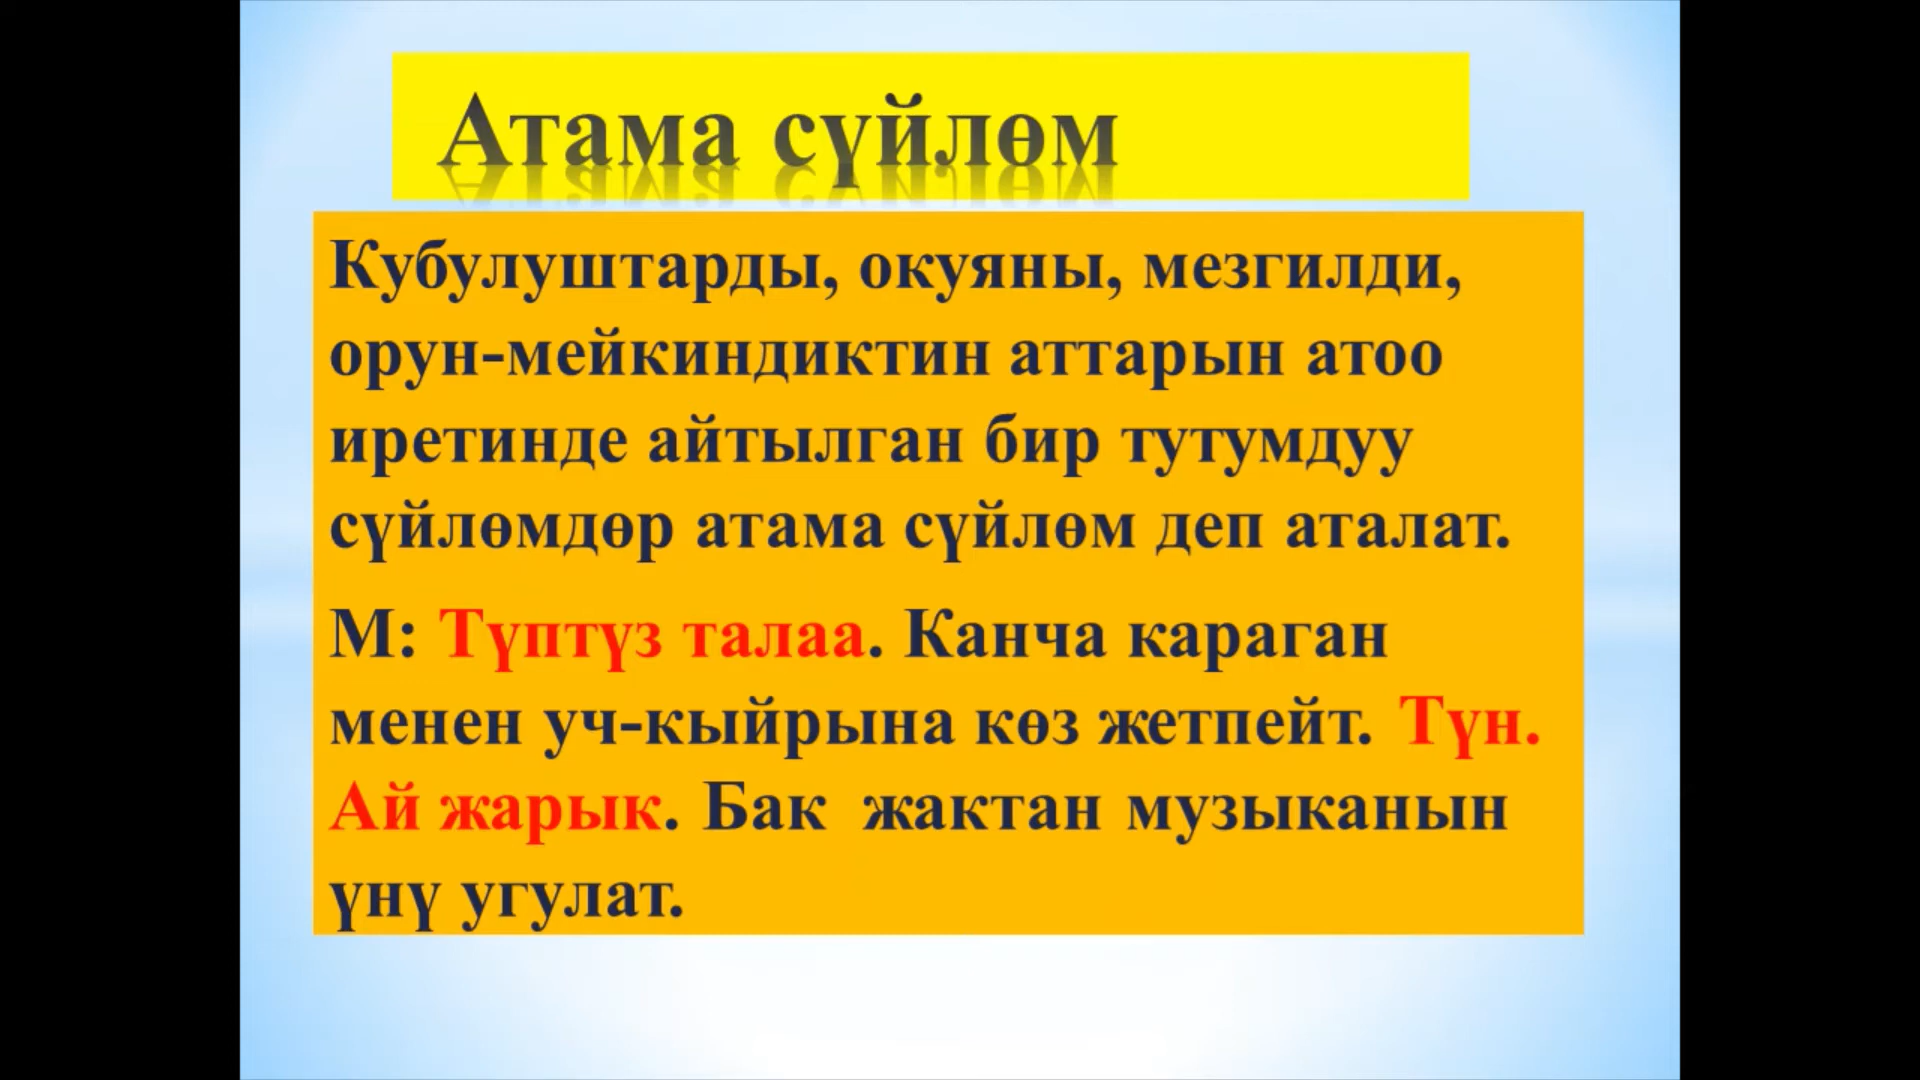 Атама сүйлөм
Кубулуштарды, окуяны, мезгилди,
орун-мейкиндиктин аттарын атоо
иретинде айтылган бир тутумдуу
сүйлөмдөр атама сүйлөм деп аталат.
М: Түптүз талаа. Канча караган
менен уч-кыйрына көз жетпейт. Түн.
Ай жарык. Бак жактан музыканын
үнү угулат.